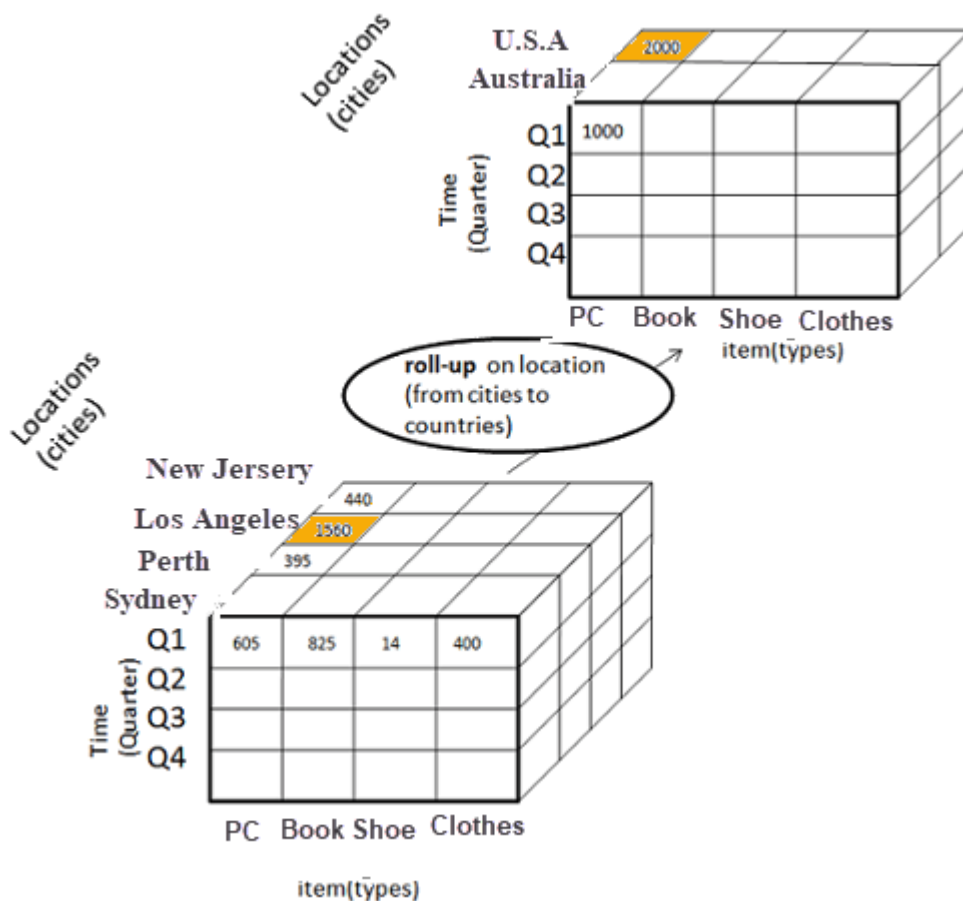 Locations
(cities)
U.S.A
2000
Australia
Q1
1000
Q2
Q3
Q4
Time
(Quarter)
PC Book Shoe Clothes
item(types)
roll-up on location
(from cities to
countries)
Locations
(cities)
New Jersery
440
Los Angeles
1560
Perth
395
Sydney
Q1
605 825 14 400
Q2
Q3
Q4
Time
(Quarter)
PC Book Shoe Clothes
item(types)